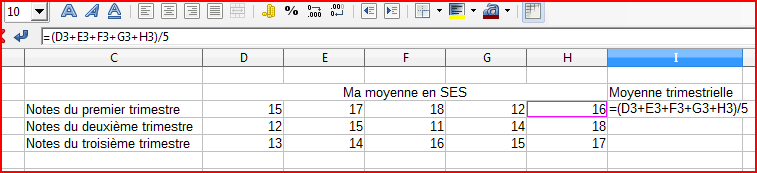 10 A A %
=(D3+E3+F3+G3+H3)/5
C D E F G H I
Ma moyenne en SES Moyenne trimestrielle
Notes du premier trimestre 15 17 18 12 16 =(D3+E3+F3+G3+H3)/5
Notes du deuxième trimestre 12 15 11 14 18
Notes du troisième trimestre 13 14 16 15 17